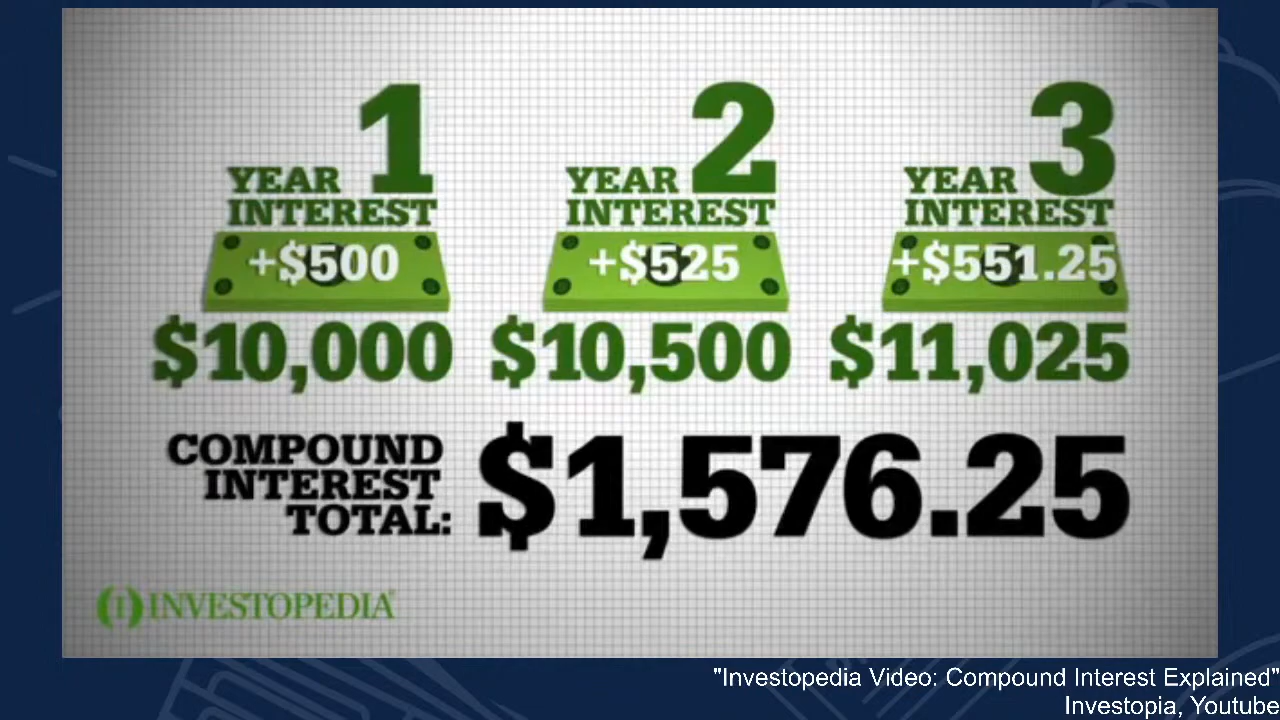 YEAR 1
INTEREST
+$500
$10,000
YEAR 2
INTEREST
+$525
$10,500
YEAR 3
INTEREST
+$551.25
$11,025
COMPOUND
INTEREST
TOTAL:
$1,576.25
INVESTOPEDIA®
"Investopedia Video: Compound Interest Explained"
Investopia, Youtube